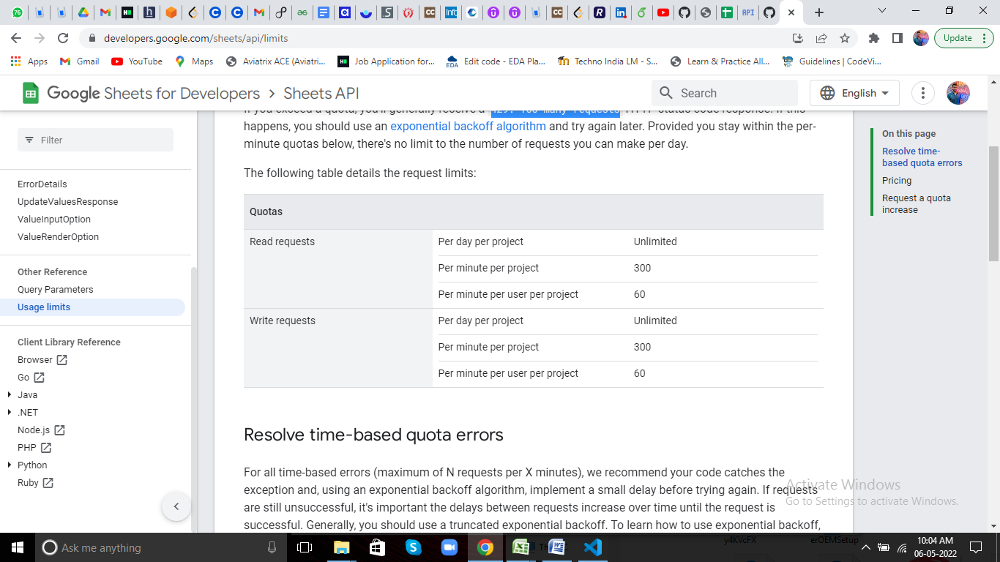 76
developers.google.com/sheets/api/limits
Update
Apps
Gmail
YouTube
Maps
Aviatrix ACE (Aviatri...
Job Application for...
Edit code - EDA Pla...
Techno India LM - S...
Learn & Practice All...
Guidelines | CodeVi...
Google Sheets for Developers > Sheets API
Search
English
Filter
ErrorDetails
UpdateValuesResponse
ValueInputOption
ValueRenderOption
Other Reference
Query Parameters
Usage limits
Client Library Reference
Browser
Go
Java
.NET
Node.js
PHP
Python
Ruby
If you exceed a quota, you'll generally receive a 429: Too many requests HTTP status code response. If this
happens, you should use an exponential backoff algorithm and try again later. Provided you stay within the per-
minute quotas below, there's no limit to the number of requests you can make per day.
The following table details the request limits:
Quotas
Read requests Per day per project Unlimited
Per minute per project 300
Per minute per user per project 60
Write requests Per day per project Unlimited
Per minute per project 300
Per minute per user per project 60
Resolve time-based quota errors
For all time-based errors (maximum of N requests per X minutes), we recommend your code catches the
exception and, using an exponential backoff algorithm, implement a small delay before trying again. If requests
are still unsuccessful, it's important the delays between requests increase over time until the request is
successful. Generally, you should use a truncated exponential backoff. To learn how to use exponential backoff,
On this page
Resolve time-
based quota errors
Pricing
Request a quota
increase
Activate Windows
Go to Settings to activate Windows.
Ask me anything
y4KVcFX
erOEMSetup
10:04 AM
06-05-2022